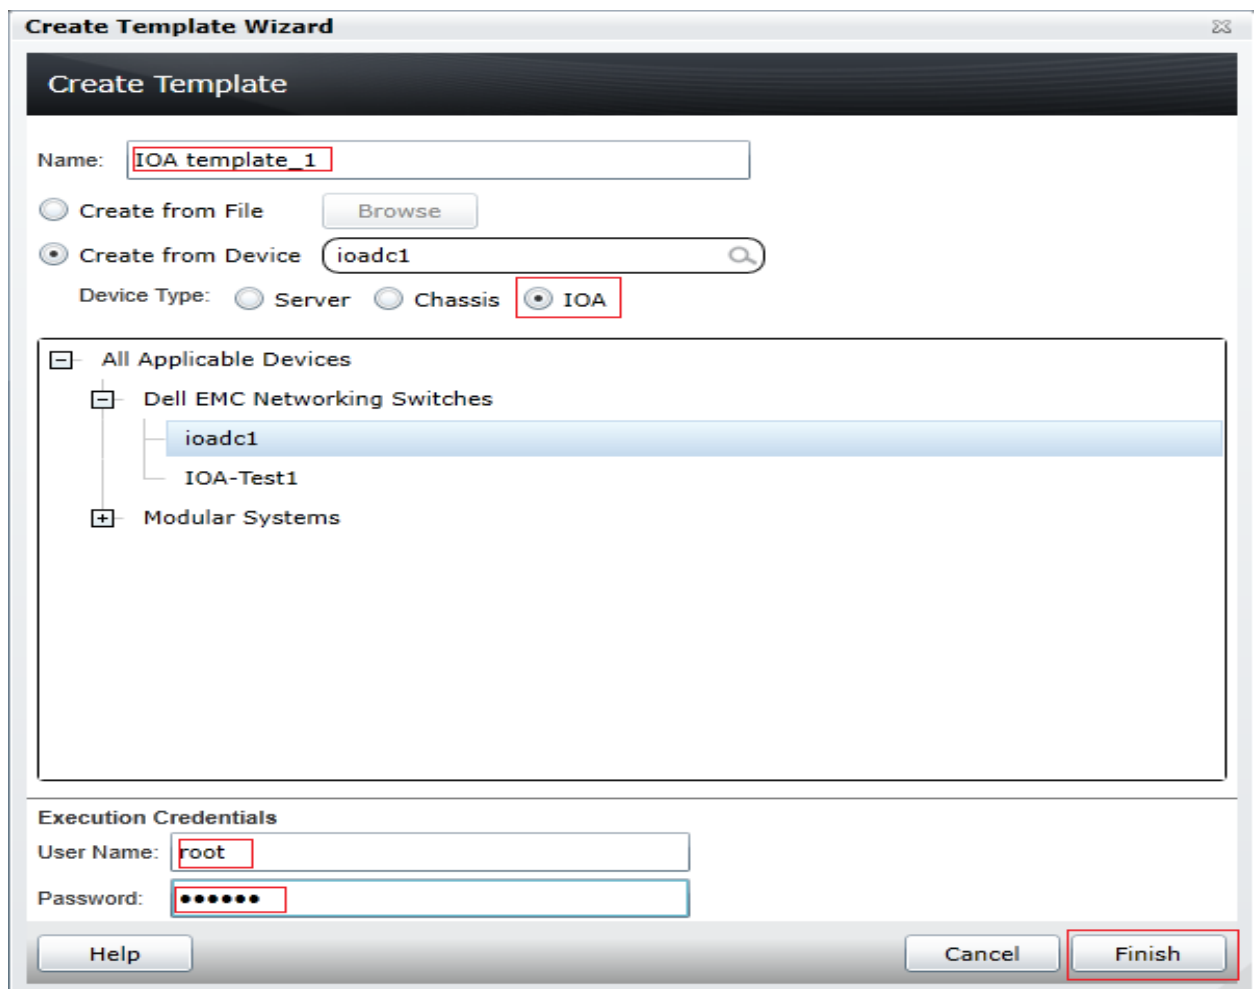 Create Template Wizard
Create Template
Name: IOA template_1
Create from File Browse
Create from Device ioadc1
Device Type: Server Chassis IOA
All Applicable Devices
Dell EMC Networking Switches
ioadc1
IOA-Test1
Modular Systems
Execution Credentials
User Name: root
Password: ••••••
Help Cancel Finish